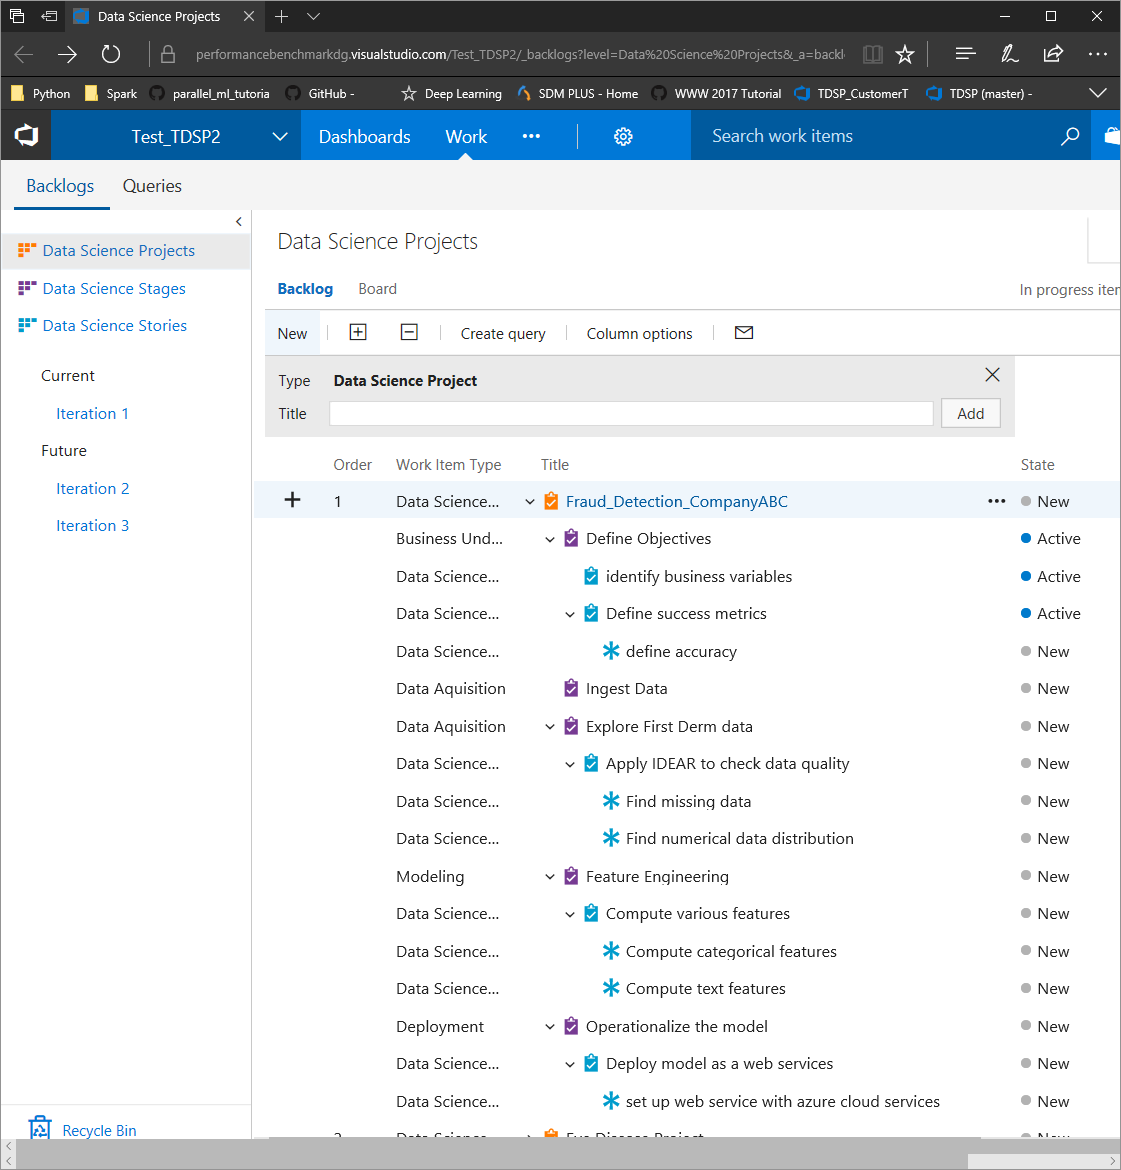 Data Science Projects
performancebenchmarkdg.visualstudio.com/Test_TDSP2/_backlogs?level=Data%20Science%20Projects&_a=backl
Python Spark parallel_ml_tutoria GitHub - Deep Learning SDM PLUS - Home WWW 2017 Tutorial TDSP_CustomerT TDSP (master) -
Test_TDSP2 Dashboards Work ... Search work items
Backlogs Queries
Data Science Projects
Data Science Stages
Data Science Stories
Current
Iteration 1
Future
Iteration 2
Iteration 3
Recycle Bin
Data Science Projects
Backlog Board In progress iter
New Create query Column options
Type Data Science Project
Title Add
Order Work Item Type Title State
1 Data Science... Fraud_Detection_CompanyABC ... New
Business Und... Define Objectives Active
Data Science... identify business variables Active
Data Science... Define success metrics Active
Data Science... define accuracy New
Data Aquisition Ingest Data New
Data Aquisition Explore First Derm data New
Data Science... Apply IDEAR to check data quality New
Data Science... Find missing data New
Data Science... Find numerical data distribution New
Modeling Feature Engineering New
Data Science... Compute various features New
Data Science... Compute categorical features New
Data Science... Compute text features New
Deployment Operationalize the model New
Data Science... Deploy model as a web services New
Data Science... set up web service with azure cloud services New
2 Data Science... Eye Disease Project New